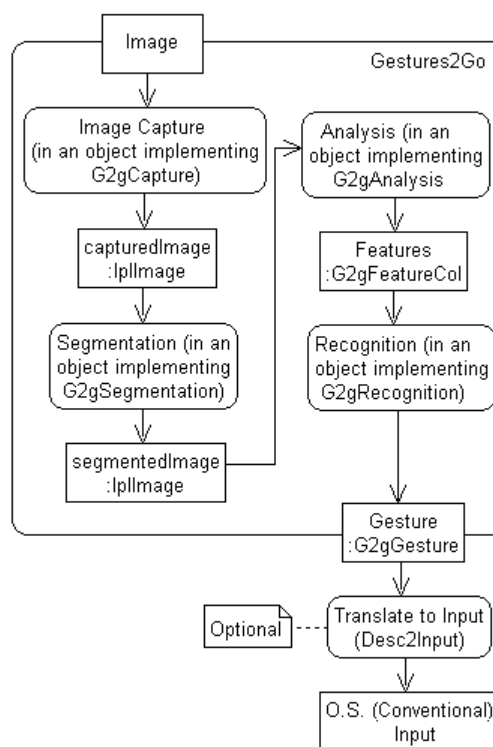 Image
Gestures2Go
Image Capture
(in an object implementing
G2gCapture)
capturedImage
:IplImage
Segmentation (in an
object implementing
G2gSegmentation)
segmentedImage
:IplImage
Analysis (in an
object implementing
G2gAnalysis
Features
:G2gFeatureCol
Recognition (in an
object implementing
G2gRecognition)
Gesture
:G2gGesture
Optional
Translate to Input
(Desc2Input)
O.S. (Conventional)
Input